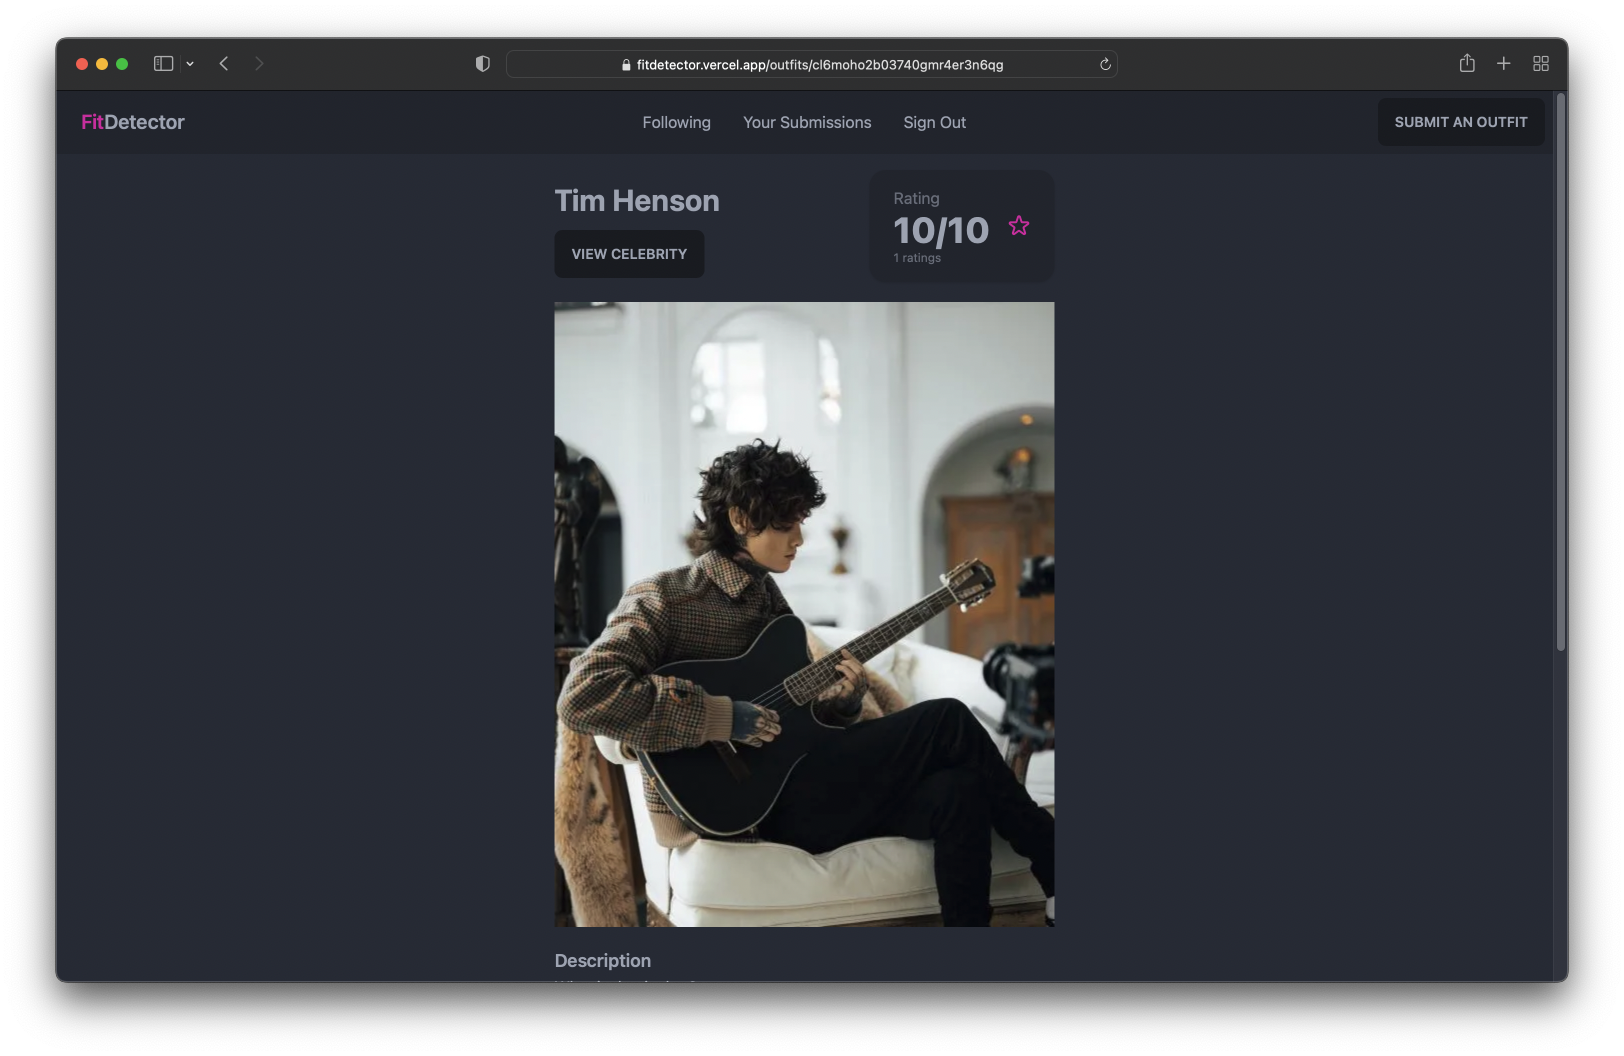 fitdetector.vercel.app/outfits/cl6moho2b03740gmr4er3n6qg
FitDetector
Following
Your Submissions
Sign Out
SUBMIT AN OUTFIT
Tim Henson
VIEW CELEBRITY
Rating
10/10
1 ratings
Description